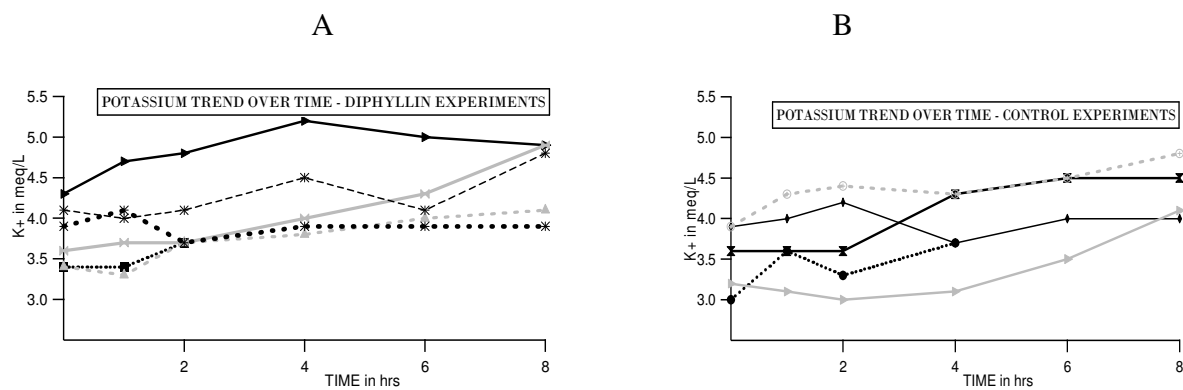 A
POTASSIUM TREND OVER TIME - DIPHYLLIN EXPERIMENTS
K+ in meq/L
5.5
5.0
4.5
4.0
3.5
3.0
2
4
6
8
TIME in hrs
B
POTASSIUM TREND OVER TIME - CONTROL EXPERIMENTS
K+ in meq/L
5.5
5.0
4.5
4.0
3.5
3.0
2
4
6
8
TIME in hrs